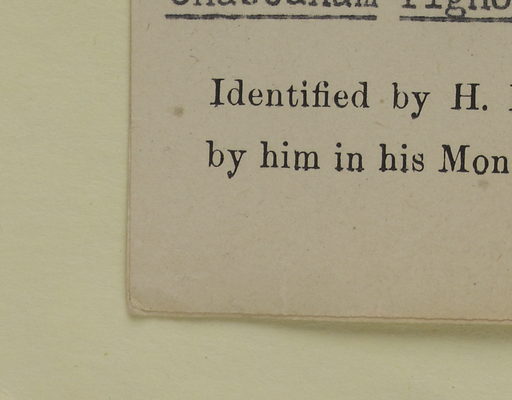 Identified by H.
by him in his Mon